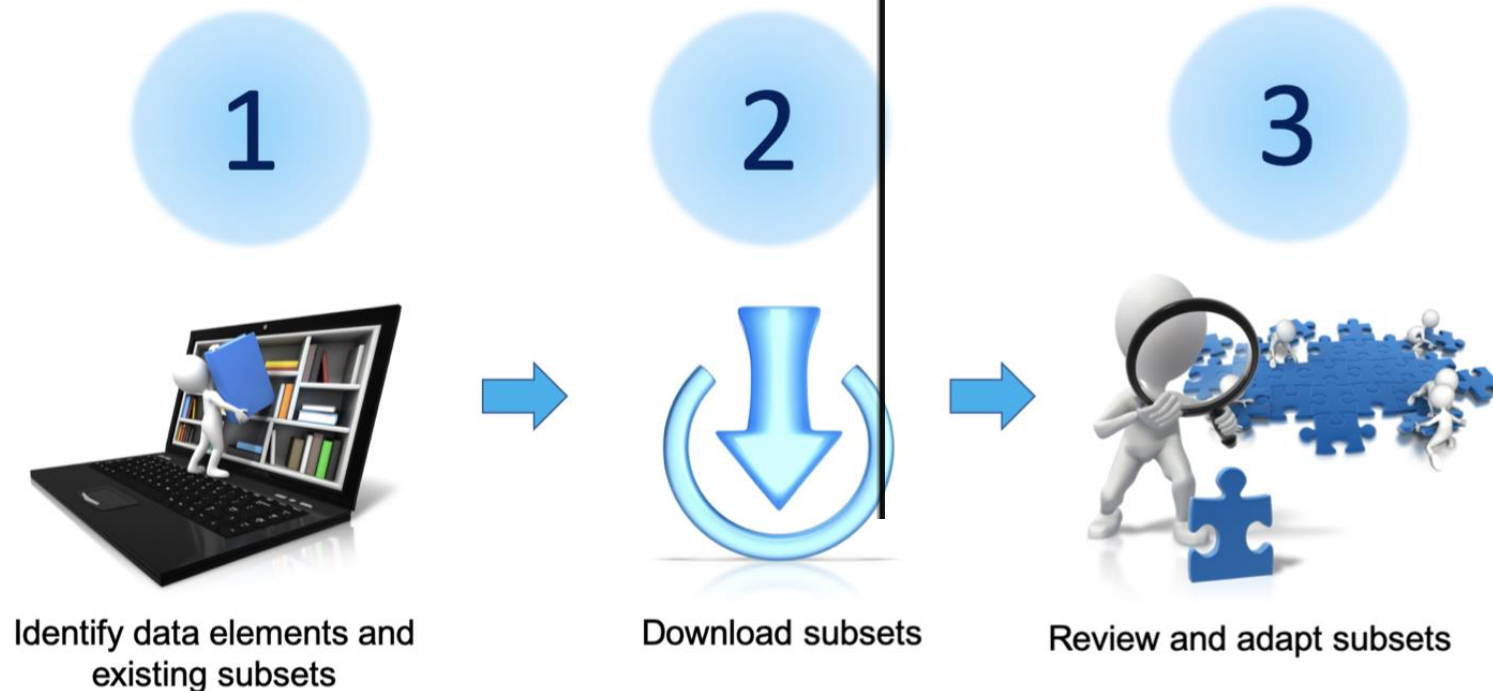 1
2
3
Identify data elements and
existing subsets
Download subsets
Review and adapt subsets